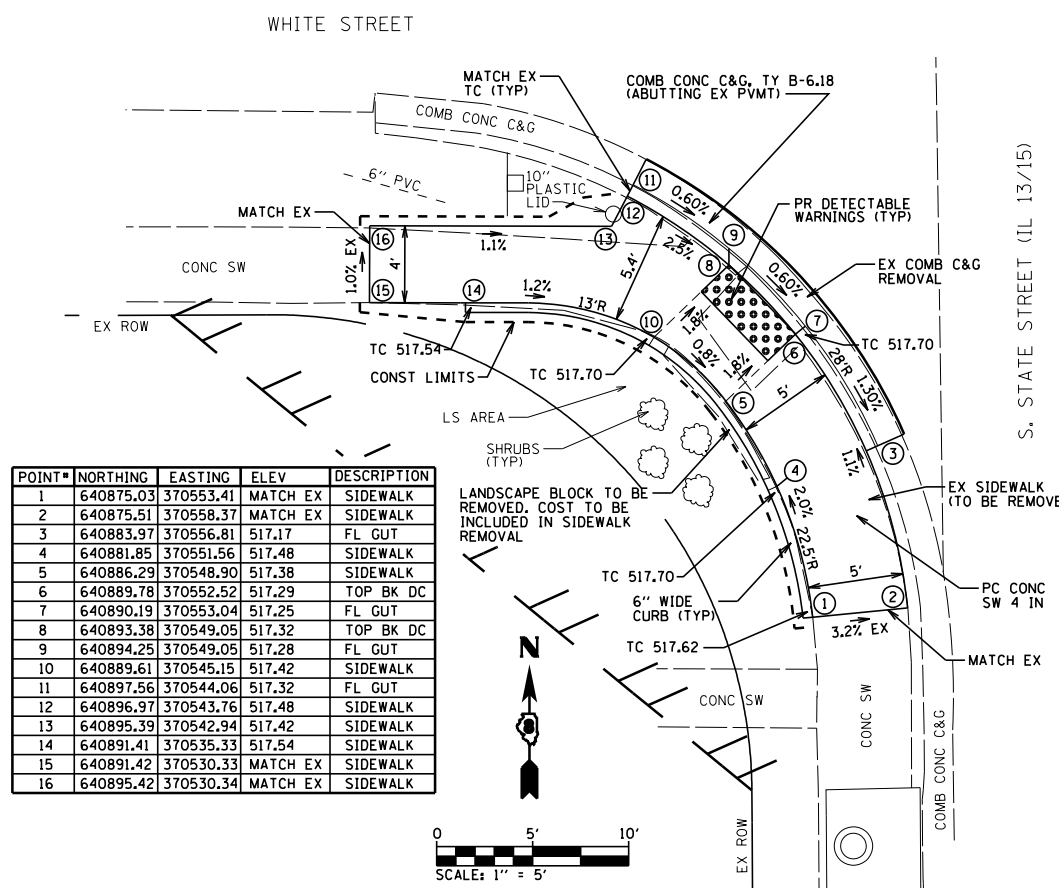 WHITE STREET
MATCH EX
TC (TYP)
COMB CONC C&G, TY B-6.18
(ABUTTING EX PVMT)
COMB CONC C&G
S. STATE STREET (IL 13/15)
6" PVC
10"
PLASTIC
LID
11
0.60%
PR DETECTABLE
WARNINGS (TYP)
MATCH EX
12
9
16
1.1%
13
2.5%
8
0.60%
EX COMB C&G
REMOVAL
CONC SW
1.0% EX
4'
5.4'
15
14
1.2%
13'R
10
1.8%
7
EX ROW
TC 517.54
TC 517.70
0.8%
1.8%
6
TC 517.70
28'R
1.30%
CONST LIMITS
5
5'
LS AREA
SHRUBS
(TYP)
3
1.1%
4
EX SIDEWALK
(TO BE REMOVE
LANDSCAPE BLOCK TO BE
REMOVED. COST TO BE
INCLUDED IN SIDEWALK
REMOVAL
2.0%
22.5'R
TC 517.70
5'
PC CONC
SW 4 IN
6" WIDE
CURB (TYP)
1
2
TC 517.62
3.2% EX
MATCH EX
POINT# NORTHING EASTING ELEV DESCRIPTION
1 640875.03 370553.41 MATCH EX SIDEWALK
2 640875.51 370558.37 MATCH EX SIDEWALK
3 640883.97 370556.81 517.17 FL GUT
4 640881.85 370551.56 517.48 SIDEWALK
5 640886.29 370548.90 517.38 SIDEWALK
6 640889.78 370552.52 517.29 TOP BK DC
7 640890.19 370553.04 517.25 FL GUT
8 640893.38 370549.05 517.32 TOP BK DC
9 640894.25 370549.05 517.28 FL GUT
10 640889.61 370545.15 517.42 SIDEWALK
11 640897.56 370544.06 517.32 FL GUT
12 640896.97 370543.76 517.48 SIDEWALK
13 640895.39 370542.94 517.42 SIDEWALK
14 640891.41 370535.33 517.54 SIDEWALK
15 640891.42 370530.33 MATCH EX SIDEWALK
16 640895.42 370530.34 MATCH EX SIDEWALK
N
CONC SW
CONC SW
COMB CONC C&G
EX ROW
0 5' 10'
SCALE: 1" = 5'